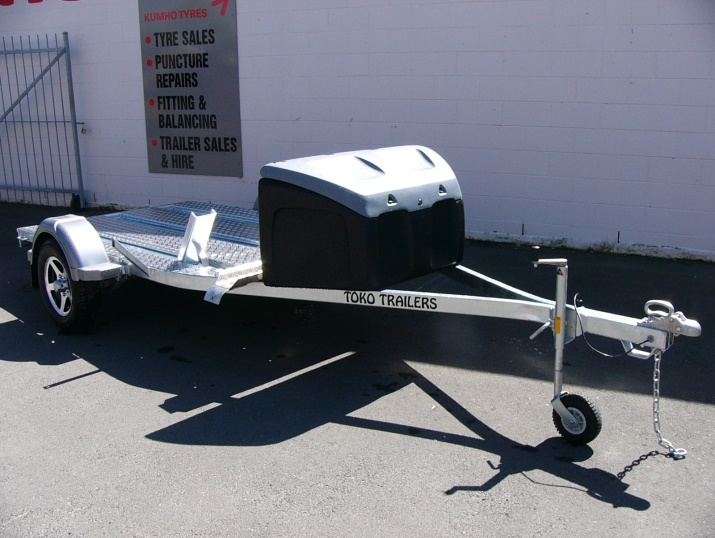 KUMHO TYRES
• TYRE SALES
• PUNCTURE
REPAIRS
• FITTING &
BALANCING
• TRAILER SALES
& HIRE
TOKO TRAILERS